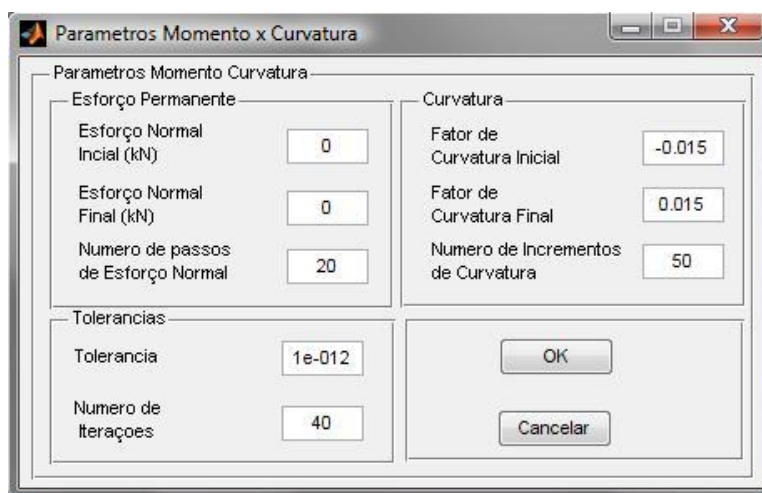 Parametros Momento x Curvatura
Parametros Momento Curvatura
Esforço Permanente
Esforço Normal
Incial (kN)
0
Esforço Normal
Final (kN)
0
Numero de passos
de Esforço Normal
20
Curvatura
Fator de
Curvatura Inicial
-0.015
Fator de
Curvatura Final
0.015
Numero de Incrementos
de Curvatura
50
Tolerancias
Tolerancia
1e-012
Numero de
Iteraçoes
40
OK
Cancelar